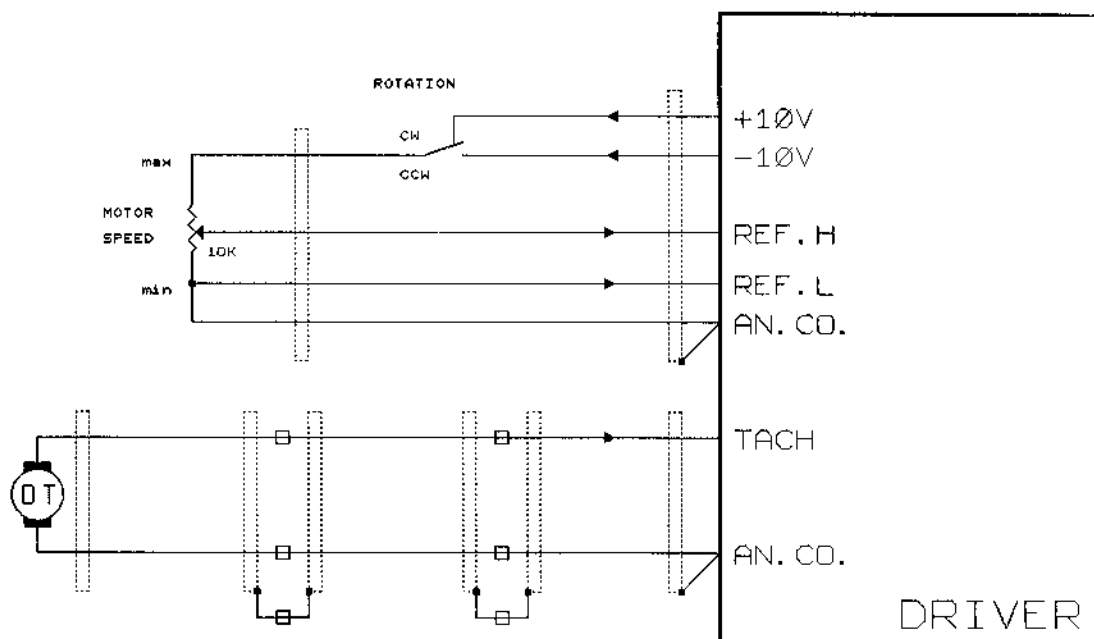 ROTATION
+10V
CW
-10V
max
CCW
MOTOR
SPEED
10K
REF.H
min
REF.L
AN.CO.
TACH
DT
AN.CO.
DRIVER